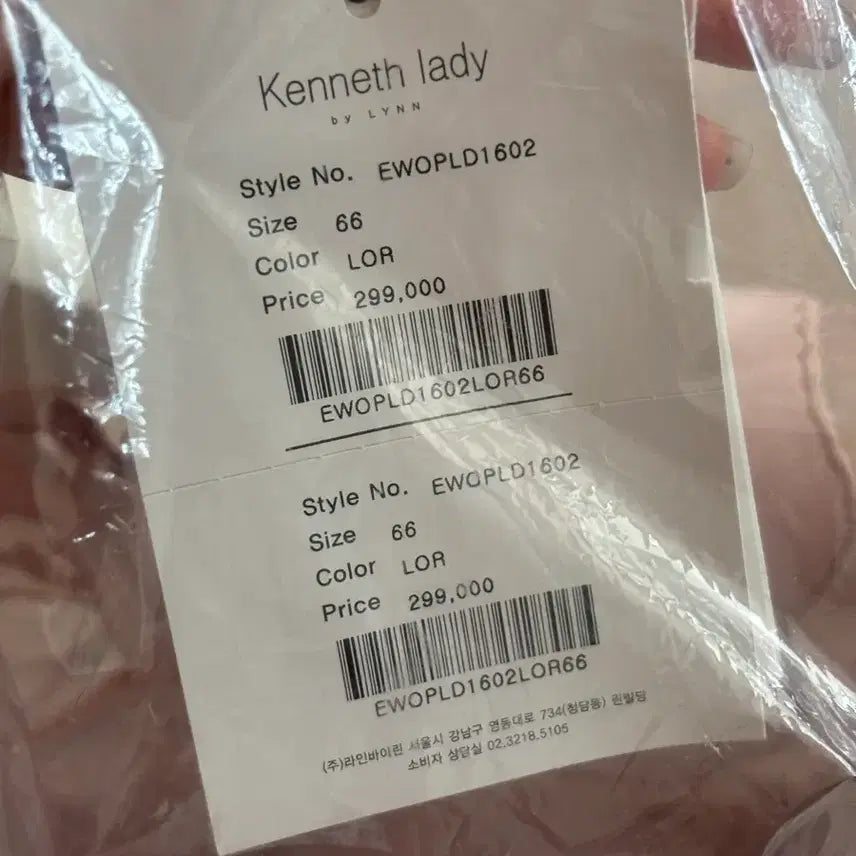 Kenneth lady
by LYNN
Style No. EWOPLD1602
Size 66
Color LOR
Price 299,000
EWOPLD1602LOR66
Style No. EWOPLD1602
Size 66
Color LOR
Price 299,000
EWOPLD1602LOR66
(주)라인바이린 서울시 강남구 영동대로 734(청담동) 린빌딩
소비자 상담실 02.3218.5105